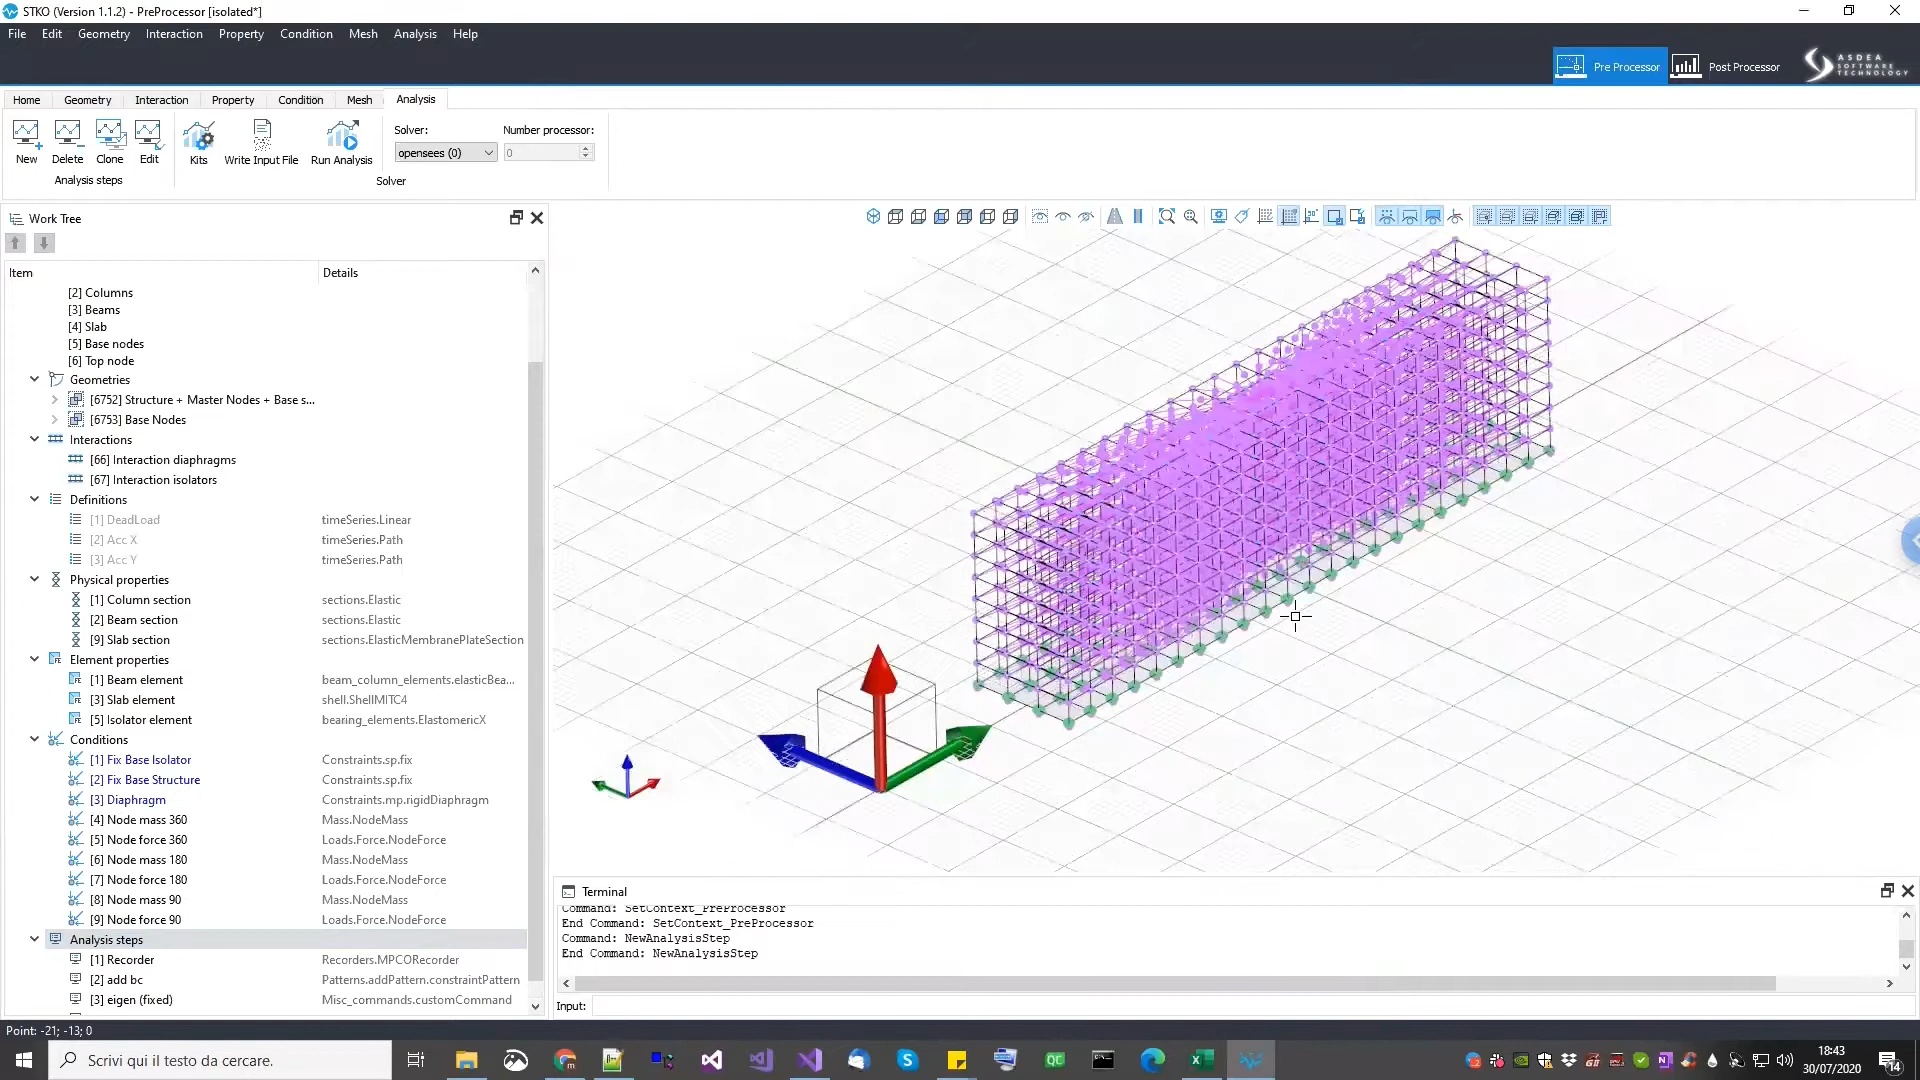 STKO (Version 1.1.2) - PreProcessor [isolated*]
File Edit Geometry Interaction Property Condition Mesh Analysis Help
Pre Processor Post Processor ASDEA SOFTWARE TECHNOLOGY
Home Geometry Interaction Property Condition Mesh Analysis
Solver: Number processor:
opensees (0) 0
New Delete Clone Edit Kits Write Input File Run Analysis
Analysis steps Solver
Work Tree
Item Details
[2] Columns
[3] Beams
[4] Slab
[5] Base nodes
[6] Top node
Geometries
[6752] Structure + Master Nodes + Base s...
[6753] Base Nodes
Interactions
[66] Interaction diaphragms
[67] Interaction isolators
Definitions
[1] DeadLoad timeSeries.Linear
[2] Acc X timeSeries.Path
[3] Acc Y timeSeries.Path
Physical properties
[1] Column section sections.Elastic
[2] Beam section sections.Elastic
[9] Slab section sections.ElasticMembranePlateSection
Element properties
[1] Beam element beam_column_elements.elasticBea...
[3] Slab element shell.ShellMITC4
[5] Isolator element bearing_elements.ElastomericX
Conditions
[1] Fix Base Isolator Constraints.sp.fix
[2] Fix Base Structure Constraints.sp.fix
[3] Diaphragm Constraints.mp.rigidDiaphragm
[4] Node mass 360 Mass.NodeMass
[5] Node force 360 Loads.Force.NodeForce
[6] Node mass 180 Mass.NodeMass
[7] Node force 180 Loads.Force.NodeForce
[8] Node mass 90 Mass.NodeMass
[9] Node force 90 Loads.Force.NodeForce
Analysis steps
[1] Recorder Recorders.MPCORecorder
[2] add bc Patterns.addPattern.constraintPattern
[3] eigen (fixed) Misc_commands.customCommand
Terminal
Command: SetContext_PreProcessor
End Command: SetContext_PreProcessor
Command: NewAnalysisStep
End Command: NewAnalysisStep
Input:
Point: -21; -13; 0
Scrivi qui il testo da cercare.
18:43
30/07/2020
14